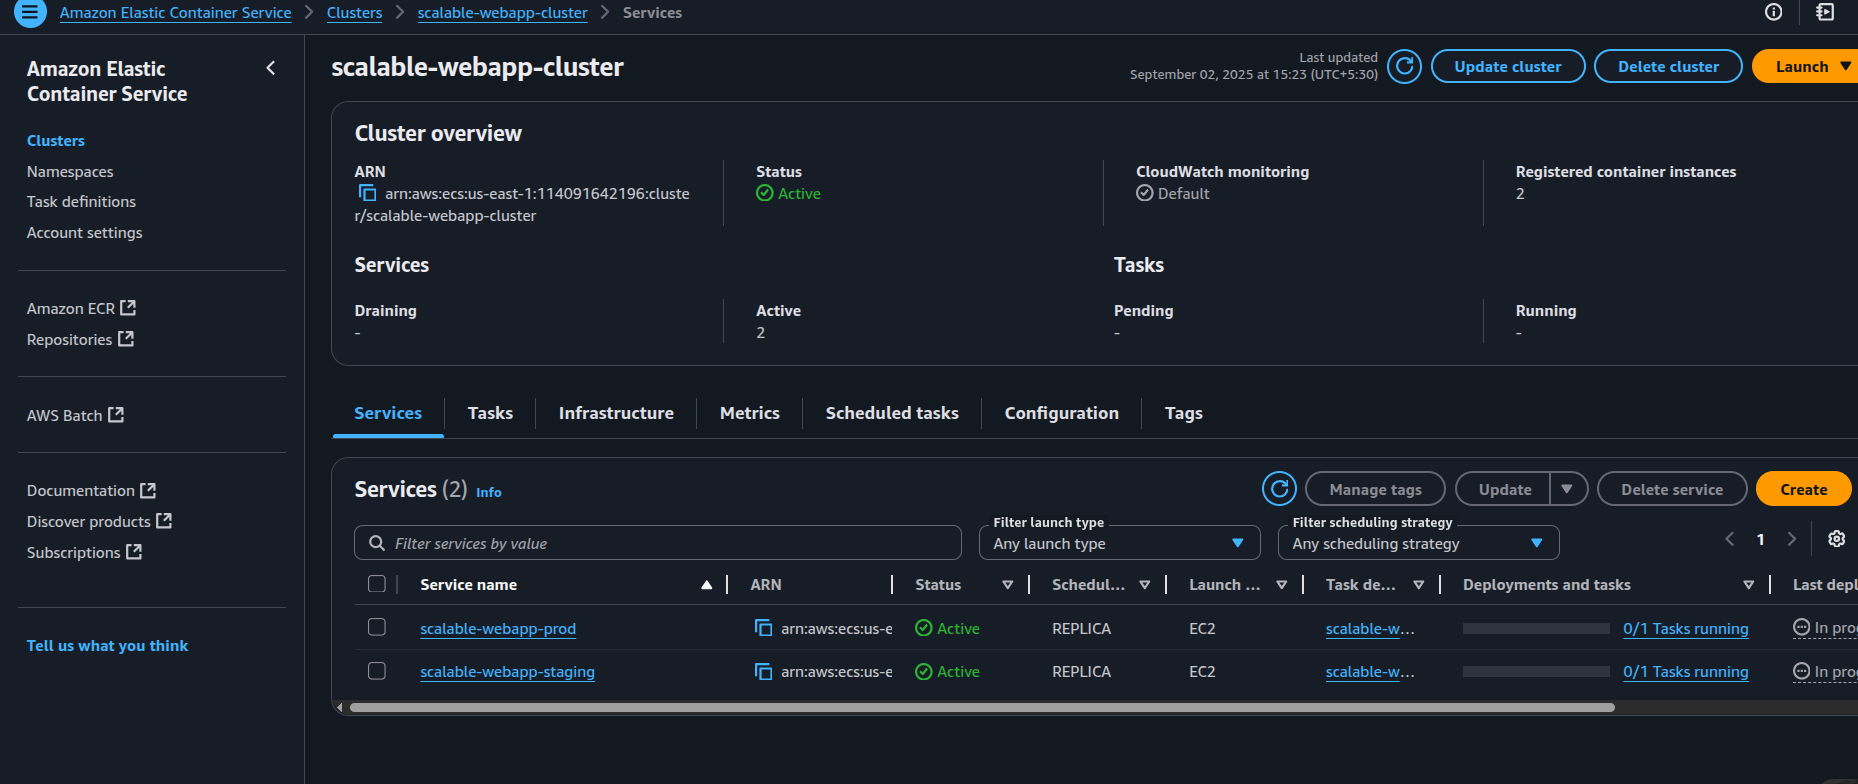 Amazon Elastic Container Service > Clusters > scalable-webapp-cluster > Services
Amazon Elastic
Container Service
Clusters
Namespaces
Task definitions
Account settings
Amazon ECR
Repositories
AWS Batch
Documentation
Discover products
Subscriptions
Tell us what you think
scalable-webapp-cluster
Last updated
September 02, 2025 at 15:23 (UTC+5:30)
Update cluster
Delete cluster
Launch
Cluster overview
ARN
arn:aws:ecs:us-east-1:114091642196:cluste
r/scalable-webapp-cluster
Status
Active
CloudWatch monitoring
Default
Registered container instances
2
Services
Draining
-
Active
2
Tasks
Pending
-
Running
-
Services Tasks Infrastructure Metrics Scheduled tasks Configuration Tags
Services (2) Info
Manage tags
Update
Delete service
Create
Filter services by value
Filter launch type
Any launch type
Filter scheduling strategy
Any scheduling strategy
1
Service name ARN Status Schedul... Launch ... Task de... Deployments and tasks Last depl
scalable-webapp-prod arn:aws:ecs:us-e Active REPLICA EC2 scalable-w... 0/1 Tasks running In pro
scalable-webapp-staging arn:aws:ecs:us-e Active REPLICA EC2 scalable-w... 0/1 Tasks running In pro